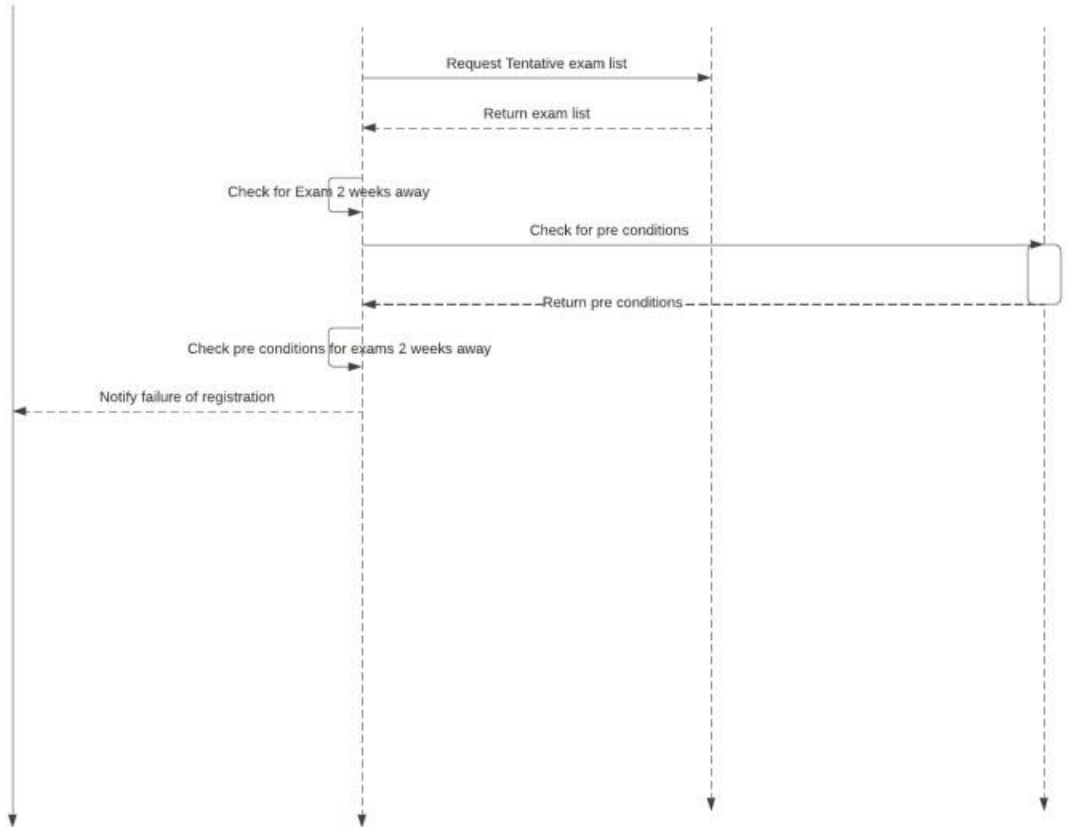 Request Tentative exam list
Return exam list
Check for Exam 2 weeks away
Check for pre conditions
Return pre conditions
Check pre conditions for exams 2 weeks away
Notify failure of registration